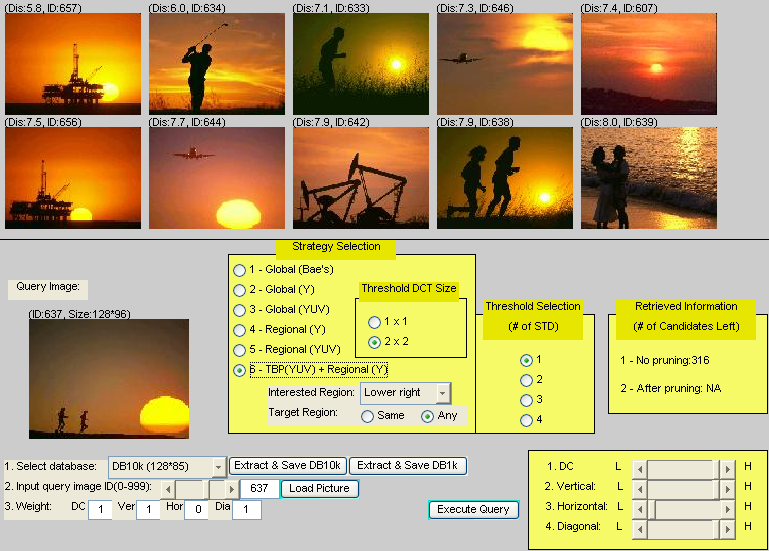 (Dis:5.8, ID:657) (Dis:6.0, ID:634) (Dis:7.1, ID:633) (Dis:7.3, ID:646) (Dis:7.4, ID:607)
(Dis:7.5, ID:656) (Dis:7.7, ID:644) (Dis:7.9, ID:642) (Dis:7.9, ID:638) (Dis:8.0, ID:639)
Query Image:
(ID:637, Size:128*96)
Strategy Selection
1 - Global (Bae's)
2 - Global (Y)
3 - Global (YUV)
4 - Regional (Y)
5 - Regional (YUV)
6 - TBP(YUV) + Regional (Y)
Threshold DCT Size
1 x 1
2 x 2
Interested Region: Lower right
Target Region: Same Any
Threshold Selection
(# of STD)
1
2
3
4
Retrieved Information
(# of Candidates Left)
1 - No pruning:316
2 - After pruning: NA
1. Select database: DB10k (128*85) Extract & Save DB10k Extract & Save DB1k
2. Input query image ID(0-999): 637 Load Picture
3. Weight: DC 1 Ver 1 Hor 0 Dia 1
Execute Query
1. DC L H
2. Vertical: L H
3. Horizontal: L H
4. Diagonal: L H